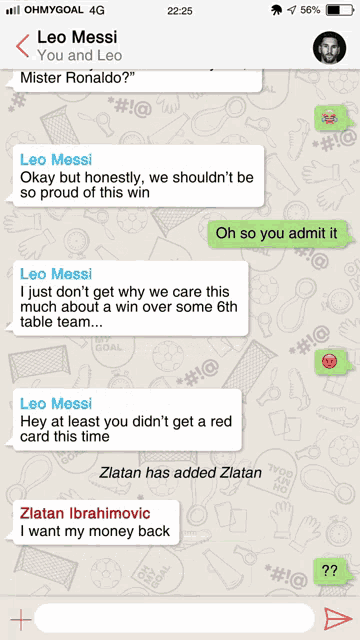 OHMYGOAL 4G 22:25 56%
Leo Messi
You and Leo
Mister Ronaldo?”
Leo Messi
Okay but honestly, we shouldn't be
so proud of this win
Oh so you admit it
Leo Messi
I just don't get why we care this
much about a win over some 6th
table team...
Leo Messi
Hey at least you didn't get a red
card this time
Zlatan has added Zlatan
Zlatan Ibrahimovic
I want my money back
??